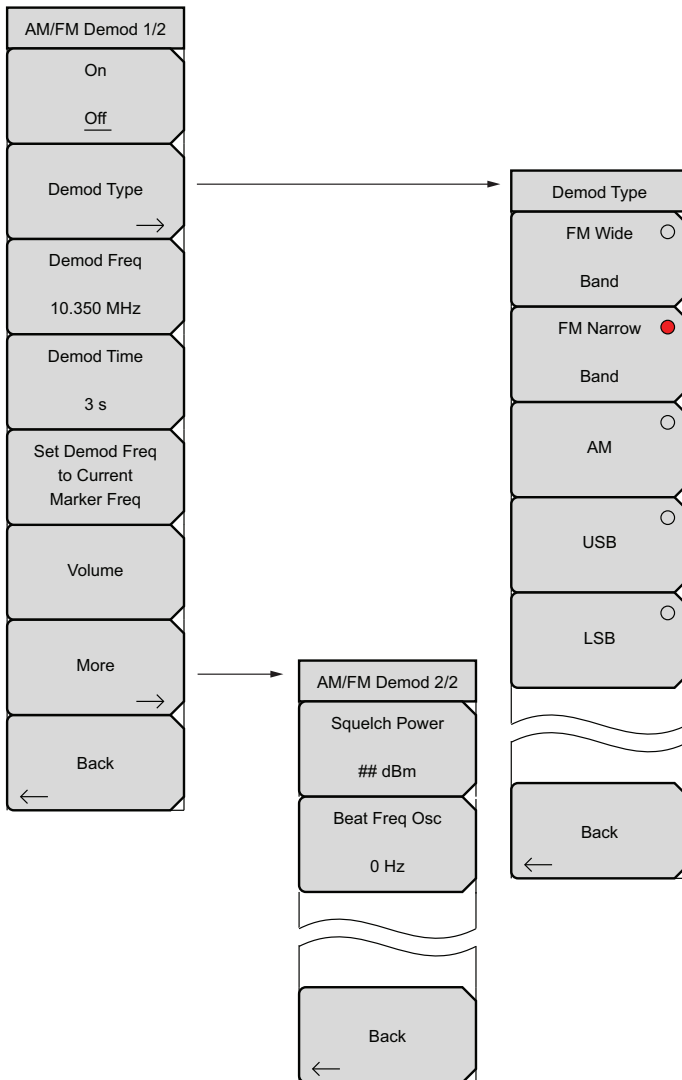 AM/FM Demod 1/2
On
Off
Demod Type
Demod Freq
10.350 MHz
Demod Time
3 s
Set Demod Freq
to Current
Marker Freq
Volume
More
Back
Demod Type
FM Wide
Band
FM Narrow
Band
AM
USB
LSB
Back
AM/FM Demod 2/2
Squelch Power
## dBm
Beat Freq Osc
0 Hz
Back